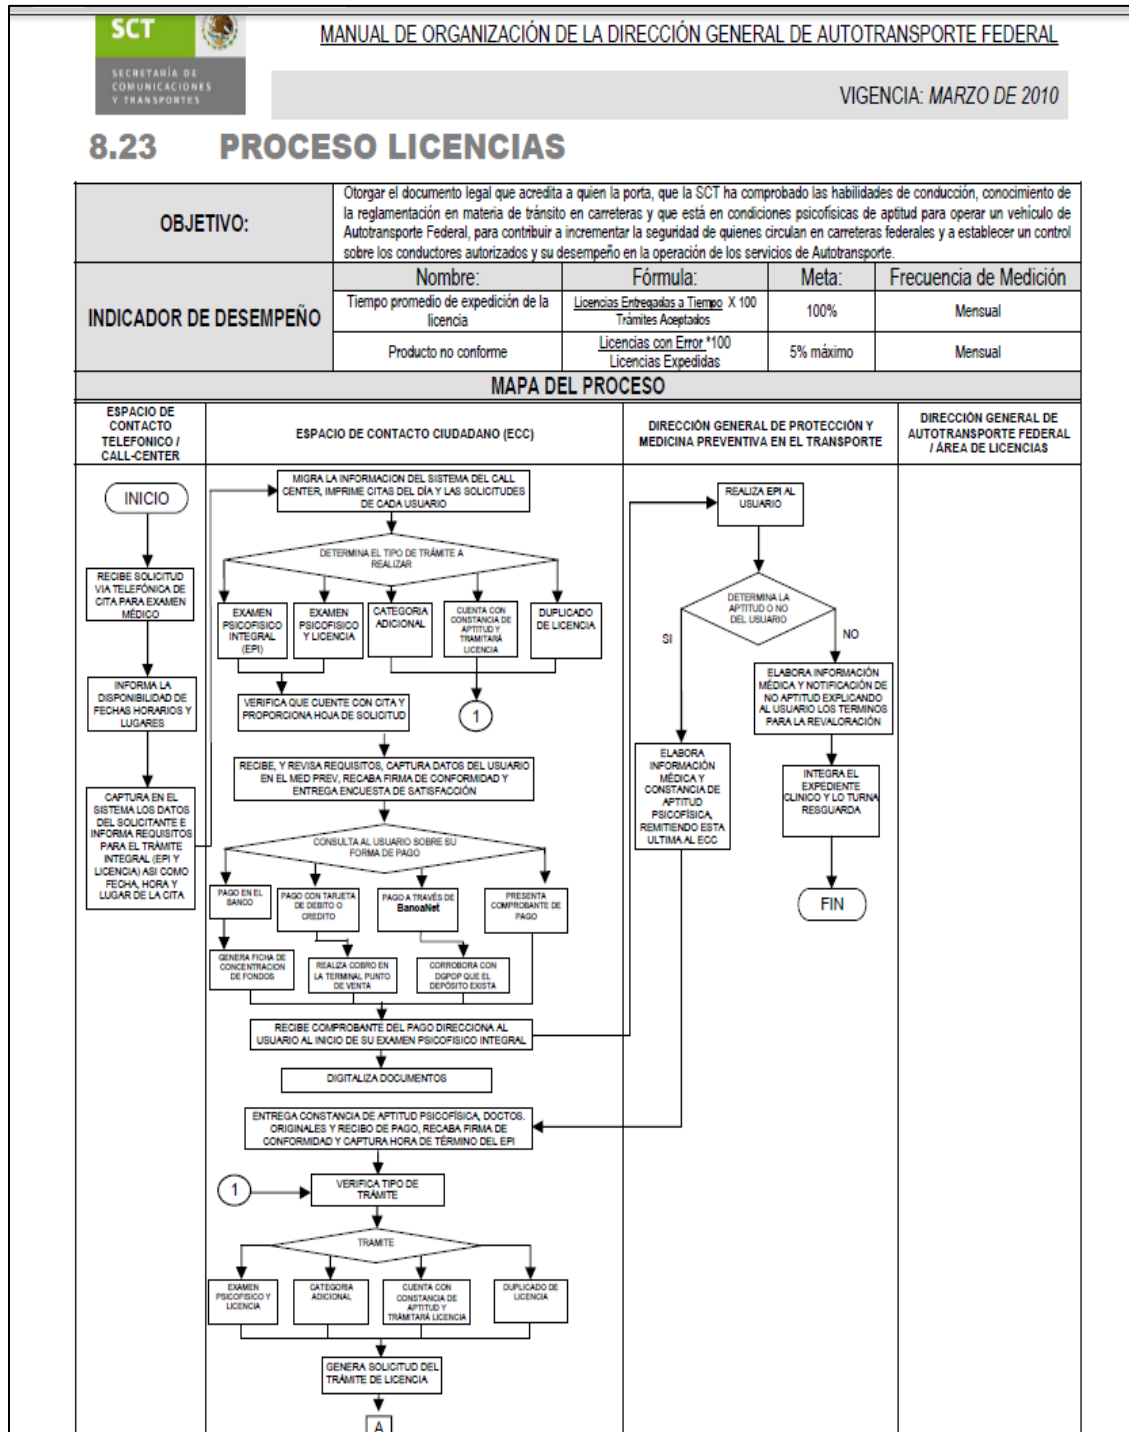 SCT
SECRETARÍA DE
COMUNICACIONES
Y TRANSPORTES
MANUAL DE ORGANIZACIÓN DE LA DIRECCIÓN GENERAL DE AUTOTRANSPORTE FEDERAL
VIGENCIA: MARZO DE 2010
8.23 PROCESO LICENCIAS
OBJETIVO:
Otorgar el documento legal que acredita a quien la porta, que la SCT ha comprobado las habilidades de conducción, conocimiento de
la reglamentación en materia de tránsito en carreteras y que está en condiciones psicofísicas de aptitud para operar un vehículo de
Autotransporte Federal, para contribuir a incrementar la seguridad de quienes circulan en carreteras federales y a establecer un control
sobre los conductores autorizados y su desempeño en la operación de los servicios de Autotransporte.
INDICADOR DE DESEMPEÑO
Nombre:
Fórmula:
Meta:
Frecuencia de Medición
Tiempo promedio de expedición de la
licencia
Licencias Entregadas a Tiempo X 100
Trámites Aceptados
100%
Mensual
Producto no conforme
Licencias con Error *100
Licencias Expedidas
5% máximo
Mensual
MAPA DEL PROCESO
ESPACIO DE
CONTACTO
TELEFONICO /
CALL-CENTER
ESPACIO DE CONTACTO CIUDADANO (ECC)
DIRECCIÓN GENERAL DE PROTECCIÓN Y
MEDICINA PREVENTIVA EN EL TRANSPORTE
DIRECCIÓN GENERAL DE
AUTOTRANSPORTE FEDERAL
/ ÁREA DE LICENCIAS
INICIO
RECIBE SOLICITUD
VIA TELEFÓNICA DE
CITA PARA EXAMEN
MÉDICO
INFORMA LA
DISPONIBILIDAD DE
FECHAS HORARIOS Y
LUGARES
CAPTURA EN EL
SISTEMA LOS DATOS
DEL SOLICITANTE E
INFORMA REQUISITOS
PARA EL TRÁMITE
INTEGRAL (EPI Y
LICENCIA) ASI COMO
FECHA, HORA Y
LUGAR DE LA CITA
MIGRA LA INFORMACION DEL SISTEMA DEL CALL
CENTER, IMPRIME CITAS DEL DÍA Y LAS SOLICITUDES
DE CADA USUARIO
DETERMINA EL TIPO DE TRÁMITE A
REALIZAR
EXAMEN
PSICOFISICO
INTEGRAL
(EPI)
EXAMEN
PSICOFISICO
Y LICENCIA
CATEGORIA
ADICIONAL
CUENTA CON
CONSTANCIA DE
APTITUD Y
TRAMITARÁ
LICENCIA
DUPLICADO
DE LICENCIA
VERIFICA QUE CUENTE CON CITA Y
PROPORCIONA HOJA DE SOLICITUD
1
RECIBE, Y REVISA REQUISITOS, CAPTURA DATOS DEL USUARIO
EN EL MED PREV, RECABA FIRMA DE CONFORMIDAD Y
ENTREGA ENCUESTA DE SATISFACCIÓN
CONSULTA AL USUARIO SOBRE SU
FORMA DE PAGO
PAGO EN EL
BANCO
PAGO CON TARJETA
DE DEBITO O
CREDITO
PAGO A TRAVÉS DE
BancaNet
PRESENTA
COMPROBANTE DE
PAGO
GENERA FICHA DE
CONCENTRACION
DE FONDOS
REALIZA COBRO EN
LA TERMINAL PUNTO
DE VENTA
CORROBORA CON
DGPOP QUE EL
DEPÓSITO EXISTA
RECIBE COMPROBANTE DEL PAGO DIRECCIONA AL
USUARIO AL INICIO DE SU EXAMEN PSICOFISICO INTEGRAL
DIGITALIZA DOCUMENTOS
ENTREGA CONSTANCIA DE APTITUD PSICOFÍSICA, DOCTOS.
ORIGINALES Y RECIBO DE PAGO, RECABA FIRMA DE
CONFORMIDAD Y CAPTURA HORA DE TÉRMINO DEL EPI
1
VERIFICA TIPO DE
TRÁMITE
TRAMITE
EXAMEN
PSICOFISICO Y
LICENCIA
CATEGORIA
ADICIONAL
CUENTA CON
CONSTANCIA DE
APTITUD Y
TRÁMITARÁ LICENCIA
DUPLICADO DE
LICENCIA
GENERA SOLICITUD DEL
TRÁMITE DE LICENCIA
A
REALIZA EPI AL
USUARIO
DETERMINA LA
APTITUD O NO
DEL USUARIO
SI
NO
ELABORA INFORMACIÓN
MÉDICA Y NOTIFICACIÓN DE
NO APTITUD EXPLICANDO
AL USUARIO LOS TERMINOS
PARA LA REVALORACIÓN
ELABORA
INFORMACIÓN
MÉDICA Y
CONSTANCIA DE
APTITUD
PSICOFÍSICA,
REMITIENDO ESTA
ULTIMA AL ECC
INTEGRA EL
EXPEDIENTE
CLINICO Y LO TURNA
RESGUARDA
FIN